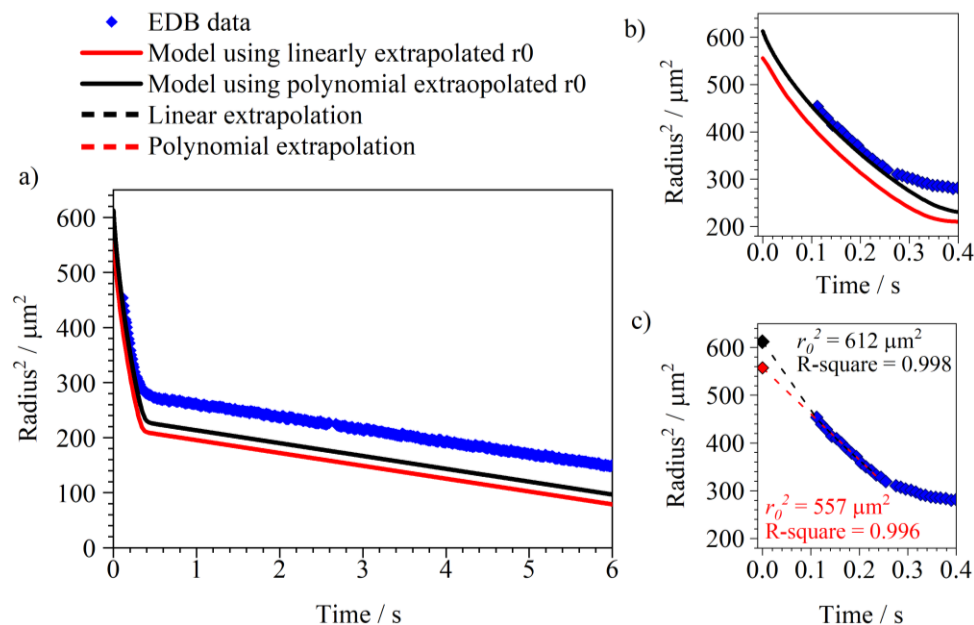 EDB data
Model using linearly extrapolated r0
Model using polynomial extraopolated r0
Linear extrapolation
Polynomial extrapolation
a)
600
500
400
300
200
100
0
Radius² / μm²
0 1 2 3 4 5 6
Time / s
b)
600
500
400
300
200
Radius² / μm²
0.0 0.1 0.2 0.3 0.4
Time / s
c)
600
500
400
300
200
Radius² / μm²
r₀² = 612 μm²
R-square = 0.998
r₀² = 557 μm²
R-square = 0.996
0.0 0.1 0.2 0.3 0.4
Time / s